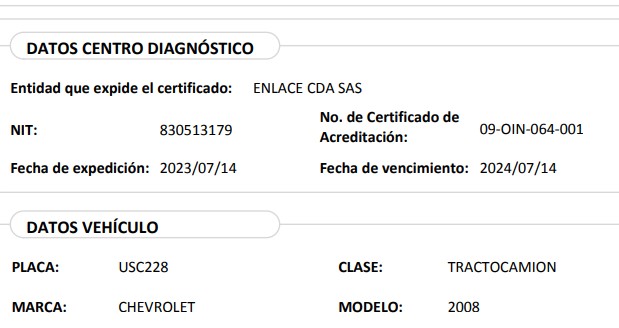 DATOS CENTRO DIAGNÓSTICO
Entidad que expide el certificado: ENLACE CDA SAS
NIT: 830513179 No. de Certificado de Acreditación: 09-OIN-064-001
Fecha de expedición: 2023/07/14 Fecha de vencimiento: 2024/07/14
DATOS VEHÍCULO
PLACA: USC228 CLASE: TRACTOCAMION
MARCA: CHEVROLET MODELO: 2008